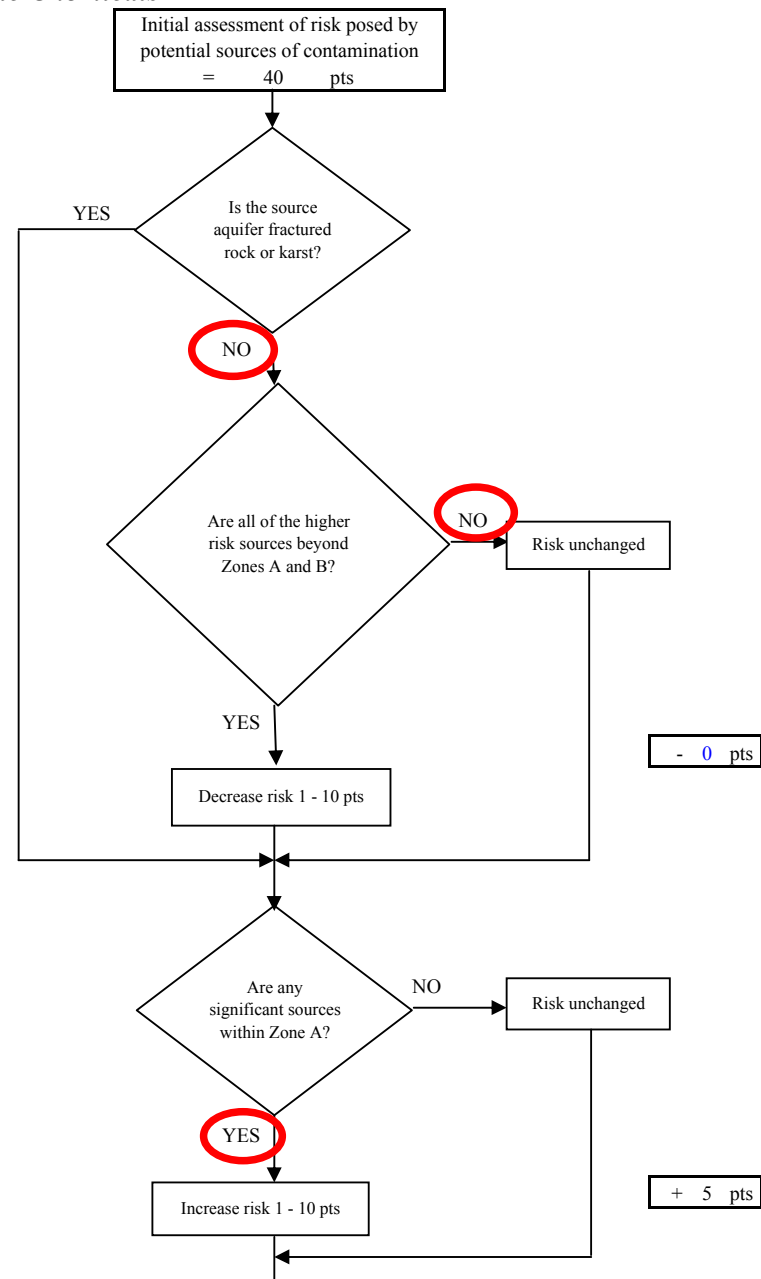 Initial assessment of risk posed by
potential sources of contamination
= 40 pts
Is the source
aquifer fractured
rock or karst?
YES
NO
Are all of the higher
risk sources beyond
Zones A and B?
NO
Risk unchanged
YES
- 0 pts
Decrease risk 1 - 10 pts
Are any
significant sources
within Zone A?
NO
Risk unchanged
YES
+ 5 pts
Increase risk 1 - 10 pts